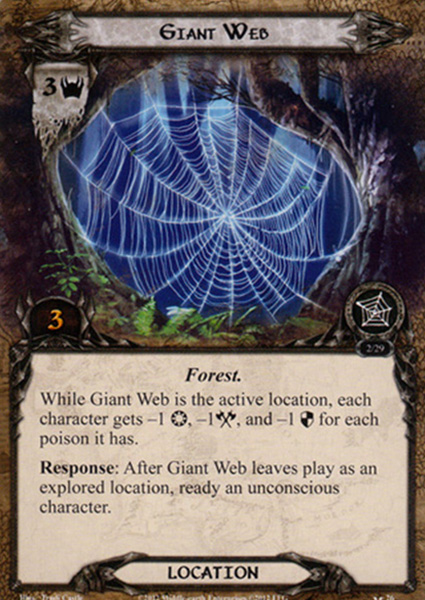 Giant Web
3
3
2/29
Forest.
While Giant Web is the active location, each
character gets –1 , –1 , and –1 for each
poison it has.
Response: After Giant Web leaves play as an
explored location, ready an unconscious
character.
LOCATION